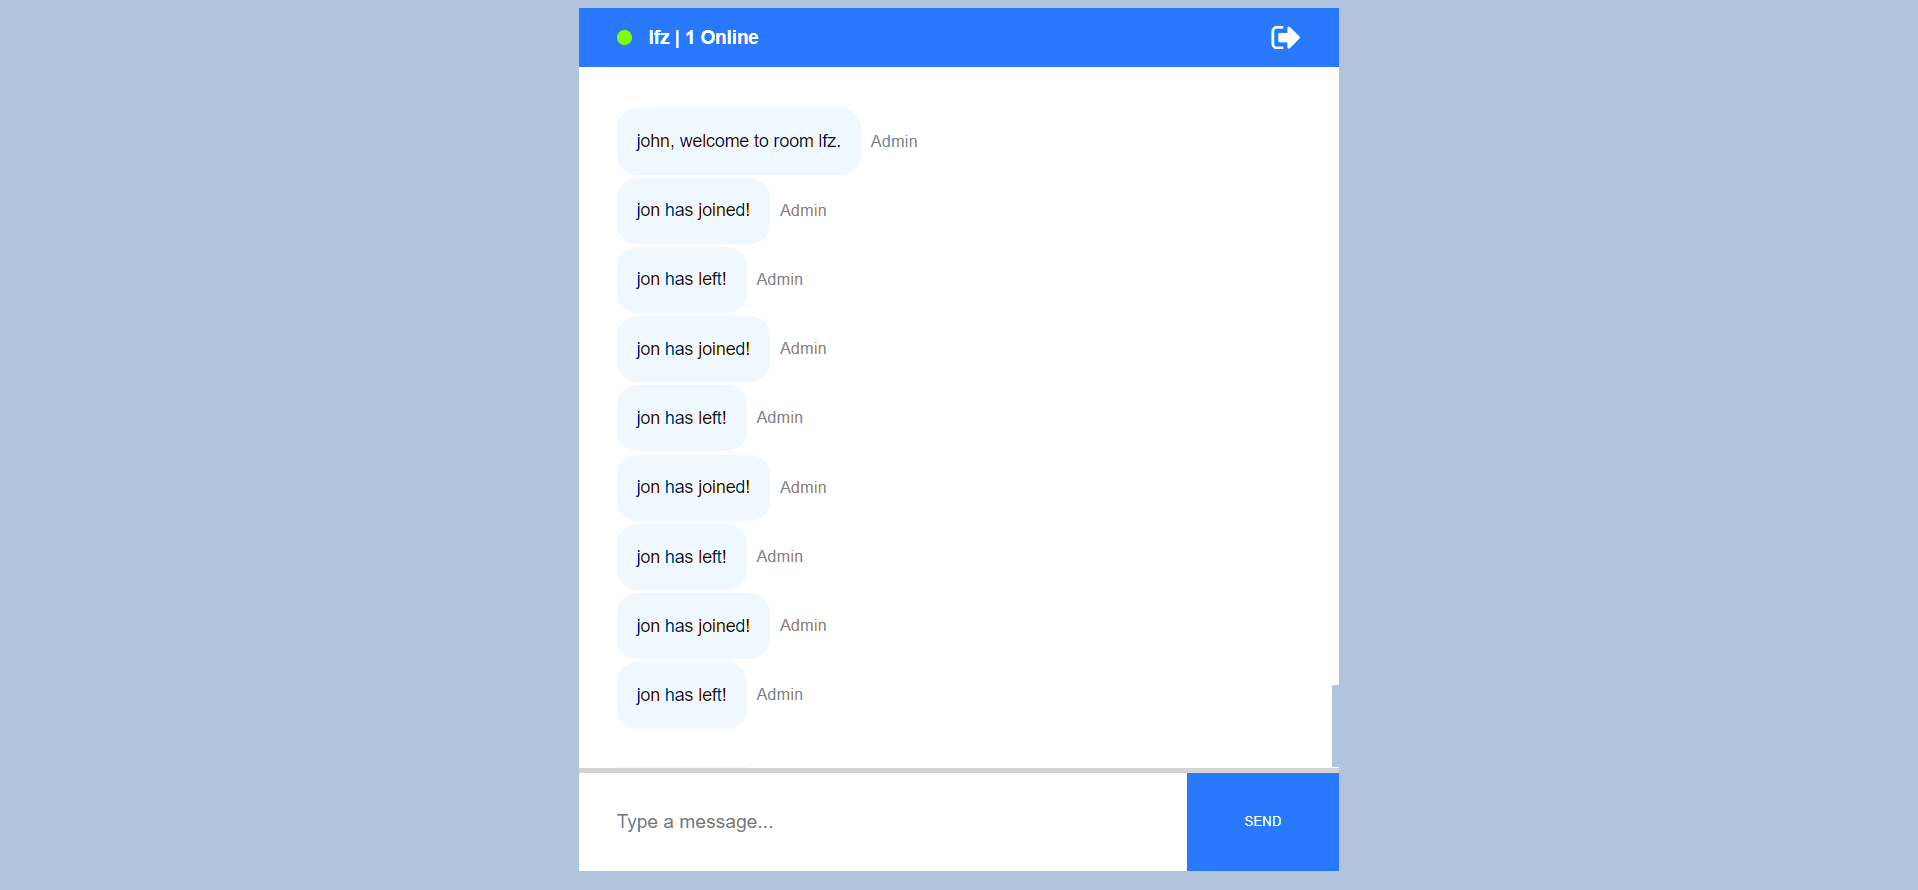 lfz | 1 Online
john, welcome to room lfz. Admin
jon has joined! Admin
jon has left! Admin
jon has joined! Admin
jon has left! Admin
jon has joined! Admin
jon has left! Admin
jon has joined! Admin
jon has left! Admin
Type a message...
SEND